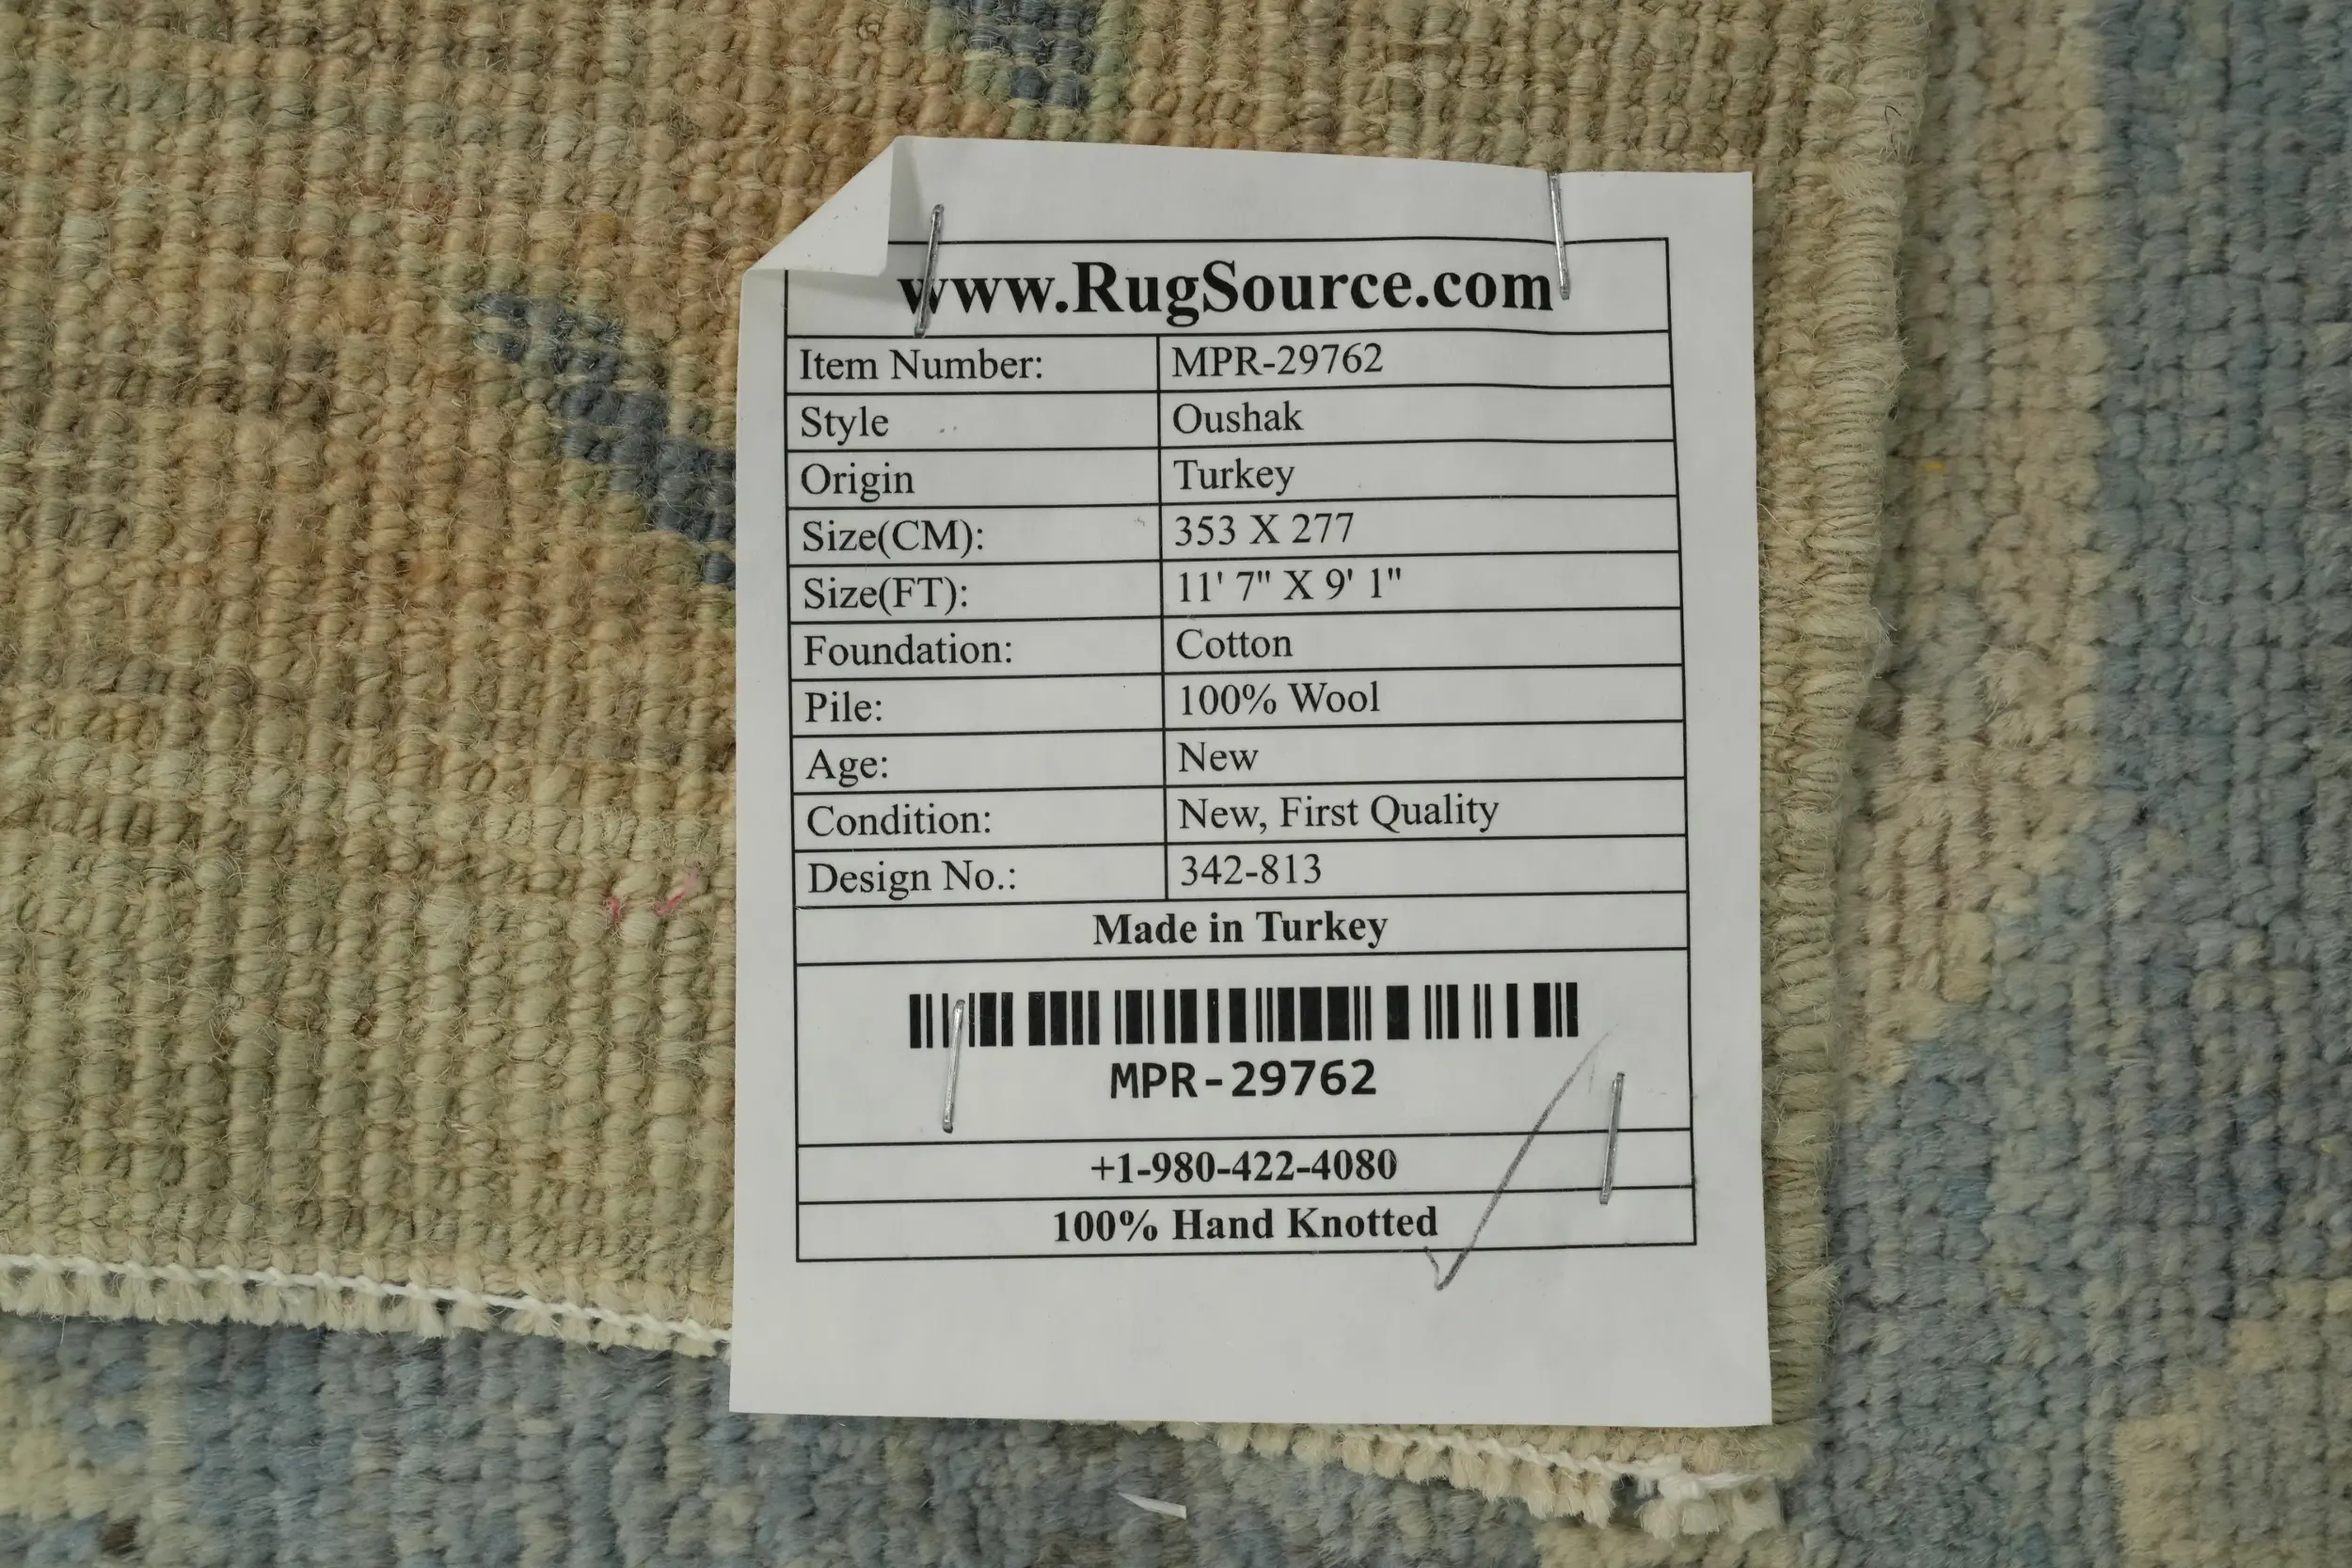 www.RugSource.com
Item Number: MPR-29762
Style Oushak
Origin Turkey
Size(CM): 353 X 277
Size(FT): 11' 7" X 9' 1"
Foundation: Cotton
Pile: 100% Wool
Age: New
Condition: New, First Quality
Design No.: 342-813
Made in Turkey
MPR-29762
+1-980-422-4080
100% Hand Knotted